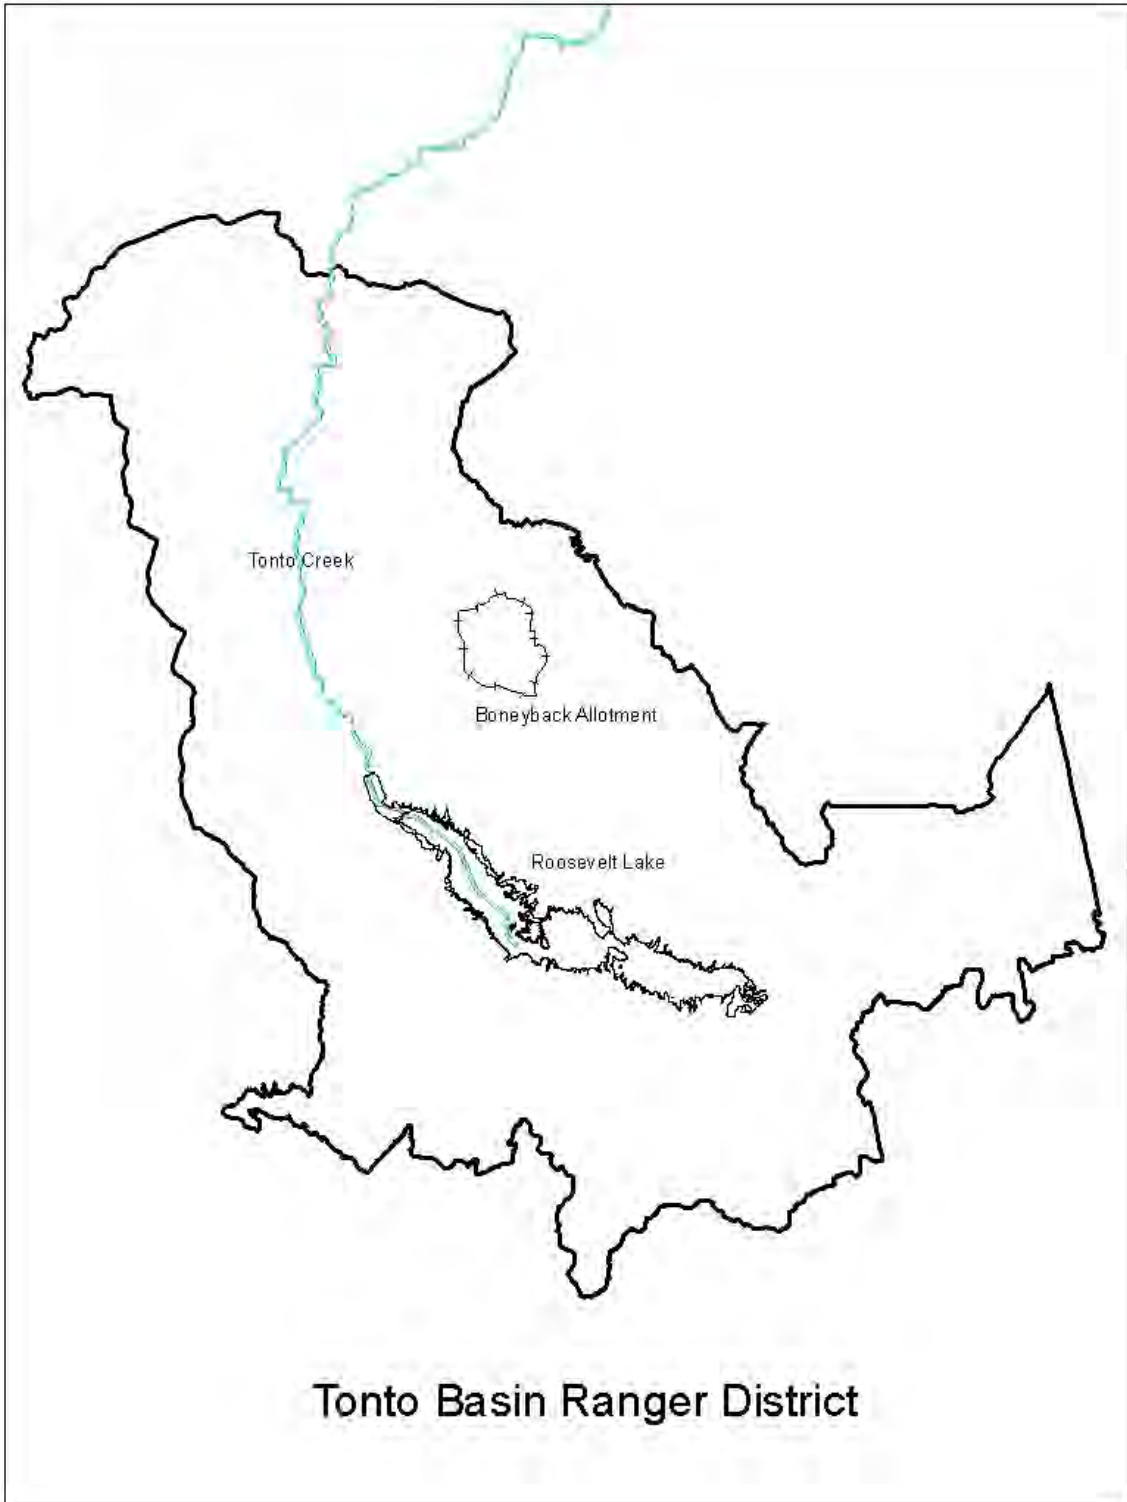 Tonto Creek
Boneyback Allotment
Roosevelt Lake
Tonto Basin Ranger District